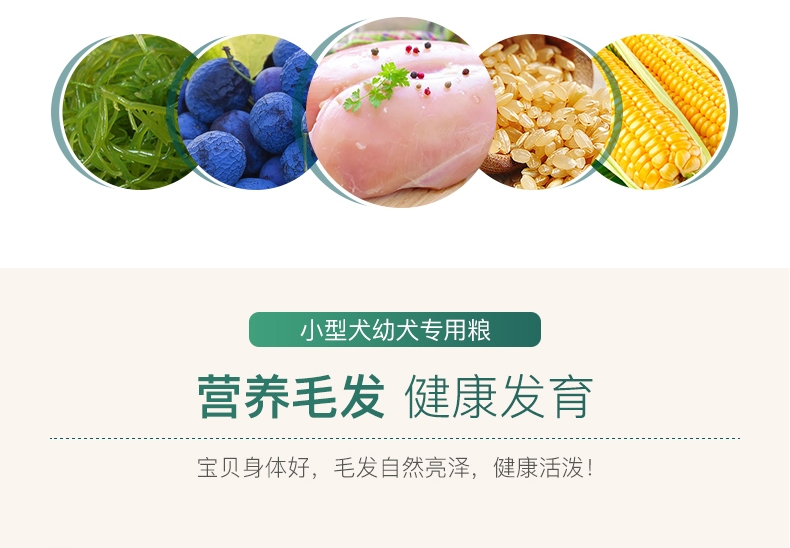 小型犬幼犬专用粮
营养毛发 健康发育
宝贝身体好，毛发自然亮泽，健康活泼！